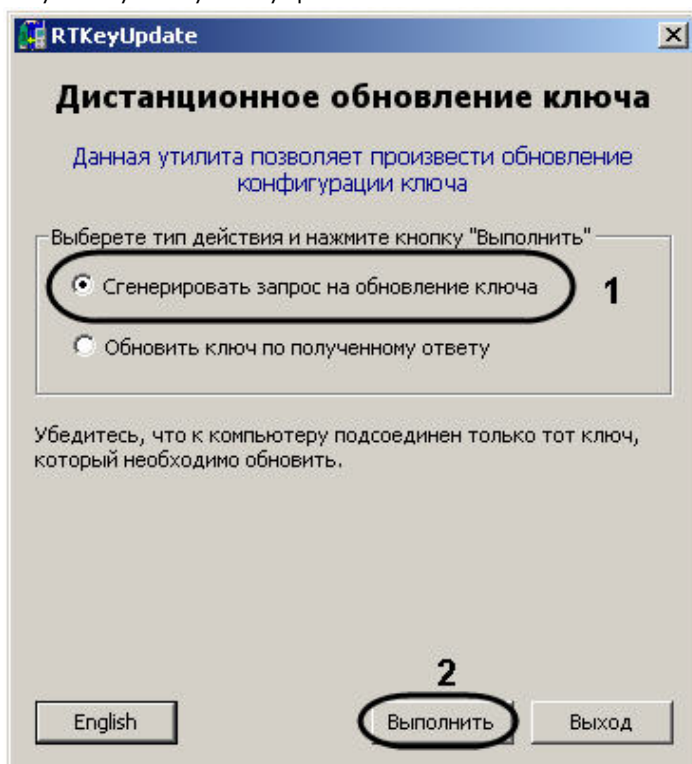 RTKeyUpdate
Дистанционное обновление ключа
Данная утилита позволяет произвести обновление
конфигурации ключа
Выберете тип действия и нажмите кнопку "Выполнить"
Сгенерировать запрос на обновление ключа
1
Обновить ключ по полученному ответу
Убедитесь, что к компьютеру подсоединен только тот ключ,
который необходимо обновить.
2
English Выполнить Выход